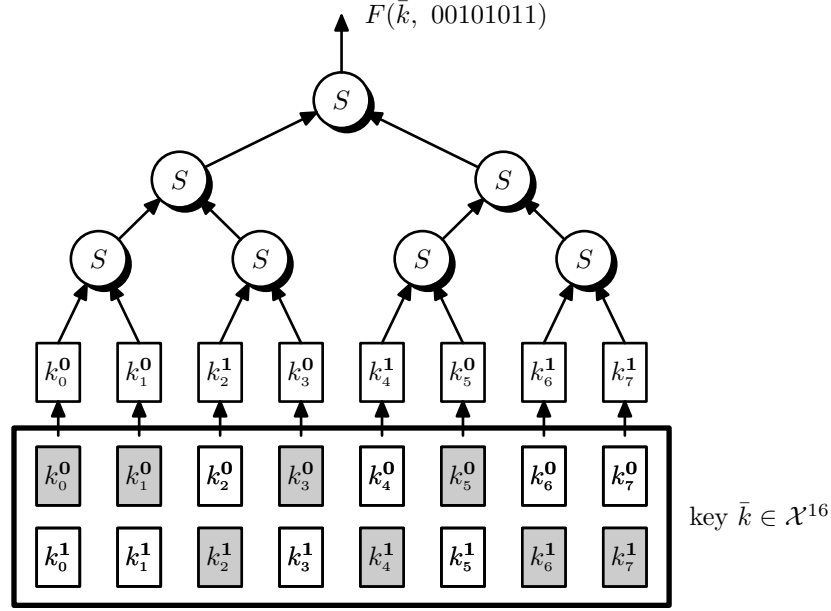 F(k̄, 00101011)
S
S S
S S S S
k₀⁰ k₁⁰ k₂¹ k₃⁰ k₄¹ k₅⁰ k₆¹ k₇¹
k₀⁰ k₁⁰ k₂⁰ k₃⁰ k₄⁰ k₅⁰ k₆⁰ k₇⁰
key k̄ ∈ 𝒳¹⁶
k₀¹ k₁¹ k₂¹ k₃¹ k₄¹ k₅¹ k₆¹ k₇¹